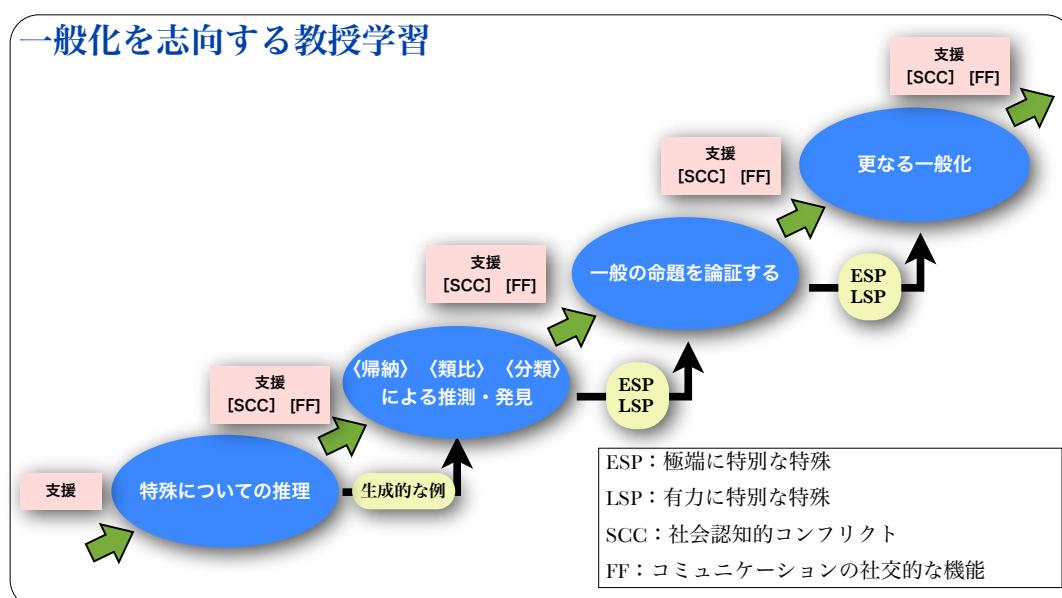 一般化を志向する教授学習
支援
［SCC］ [FF]
更なる一般化
支援
［SCC］ [FF]
一般の命題を論証する
ESP
LSP
支援
［SCC］ [FF]
〈帰納〉〈類比〉〈分類〉
による推測・発見
ESP
LSP
支援
［SCC］ [FF]
支援
特殊についての推理
生成的な例
ESP：極端に特別な特殊
LSP：有力に特別な特殊
SCC：社会認知的コンフリクト
FF：コミュニケーションの社交的な機能